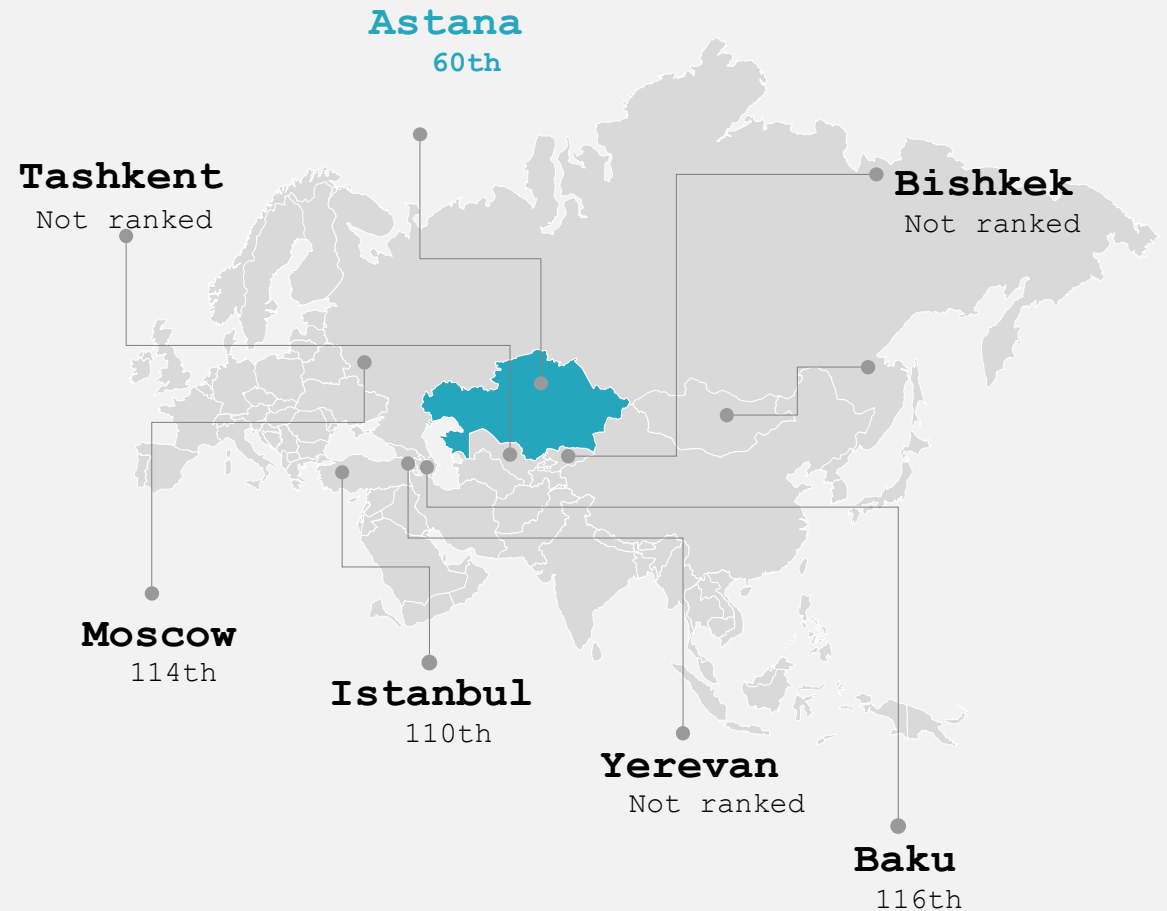 Astana
60th
Tashkent
Not ranked
Bishkek
Not ranked
Moscow
114th
Istanbul
110th
Yerevan
Not ranked
Baku
116th